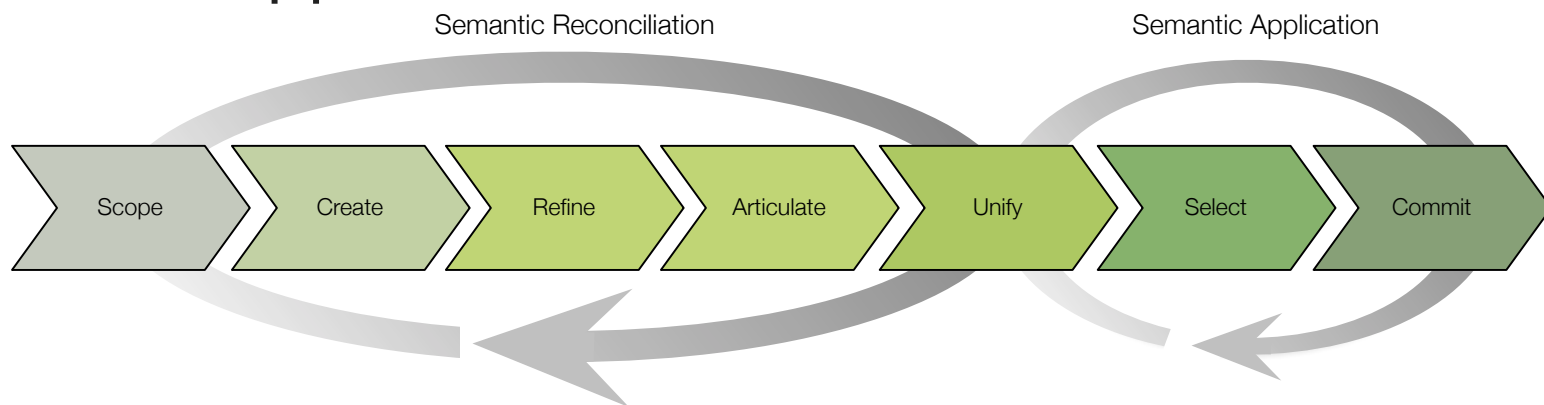 Semantic Reconciliation
Semantic Application
Scope
Create
Refine
Articulate
Unify
Select
Commit